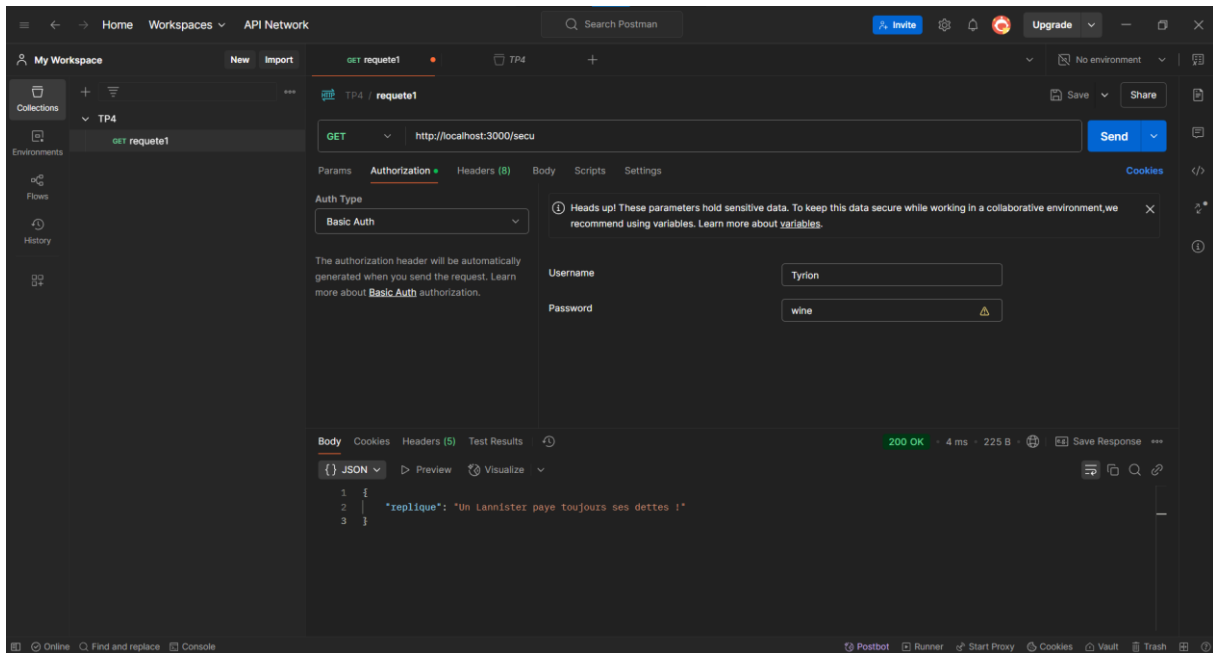 Home Workspaces API Network Search Postman Invite Upgrade
My Workspace New Import GET requete1 TP4 No environment
Collections
Environments
Flows
History
TP4
GET requete1
HTTP TP4 / requete1 Save Share
GET http://localhost:3000/secu Send
Params Authorization Headers (8) Body Scripts Settings Cookies
Auth Type
Basic Auth
The authorization header will be automatically
generated when you send the request. Learn
more about Basic Auth authorization.
Heads up! These parameters hold sensitive data. To keep this data secure while working in a collaborative environment,we
recommend using variables. Learn more about variables.
Username Tyrion
Password wine
Body Cookies Headers (5) Test Results 200 OK 4 ms 225 B Save Response
{} JSON Preview Visualize
1 {
2 "replique": "Un Lannister paye toujours ses dettes !"
3 }
Online Find and replace Console Postbot Runner Start Proxy Cookies Vault Trash